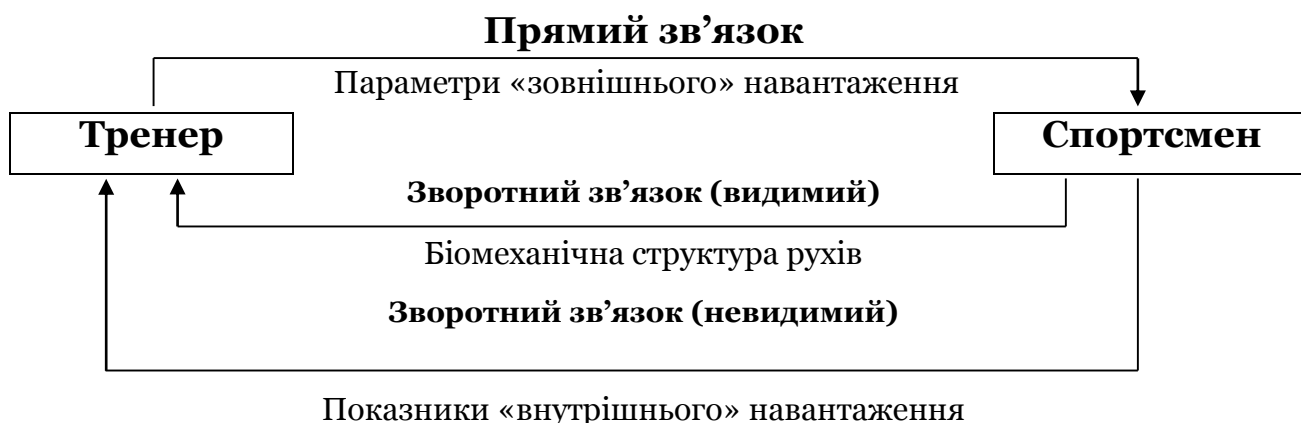 Прямий зв’язок
Параметри «зовнішнього» навантаження
Тренер
Спортсмен
Зворотний зв’язок (видимий)
Біомеханічна структура рухів
Зворотний зв’язок (невидимий)
Показники «внутрішнього» навантаження